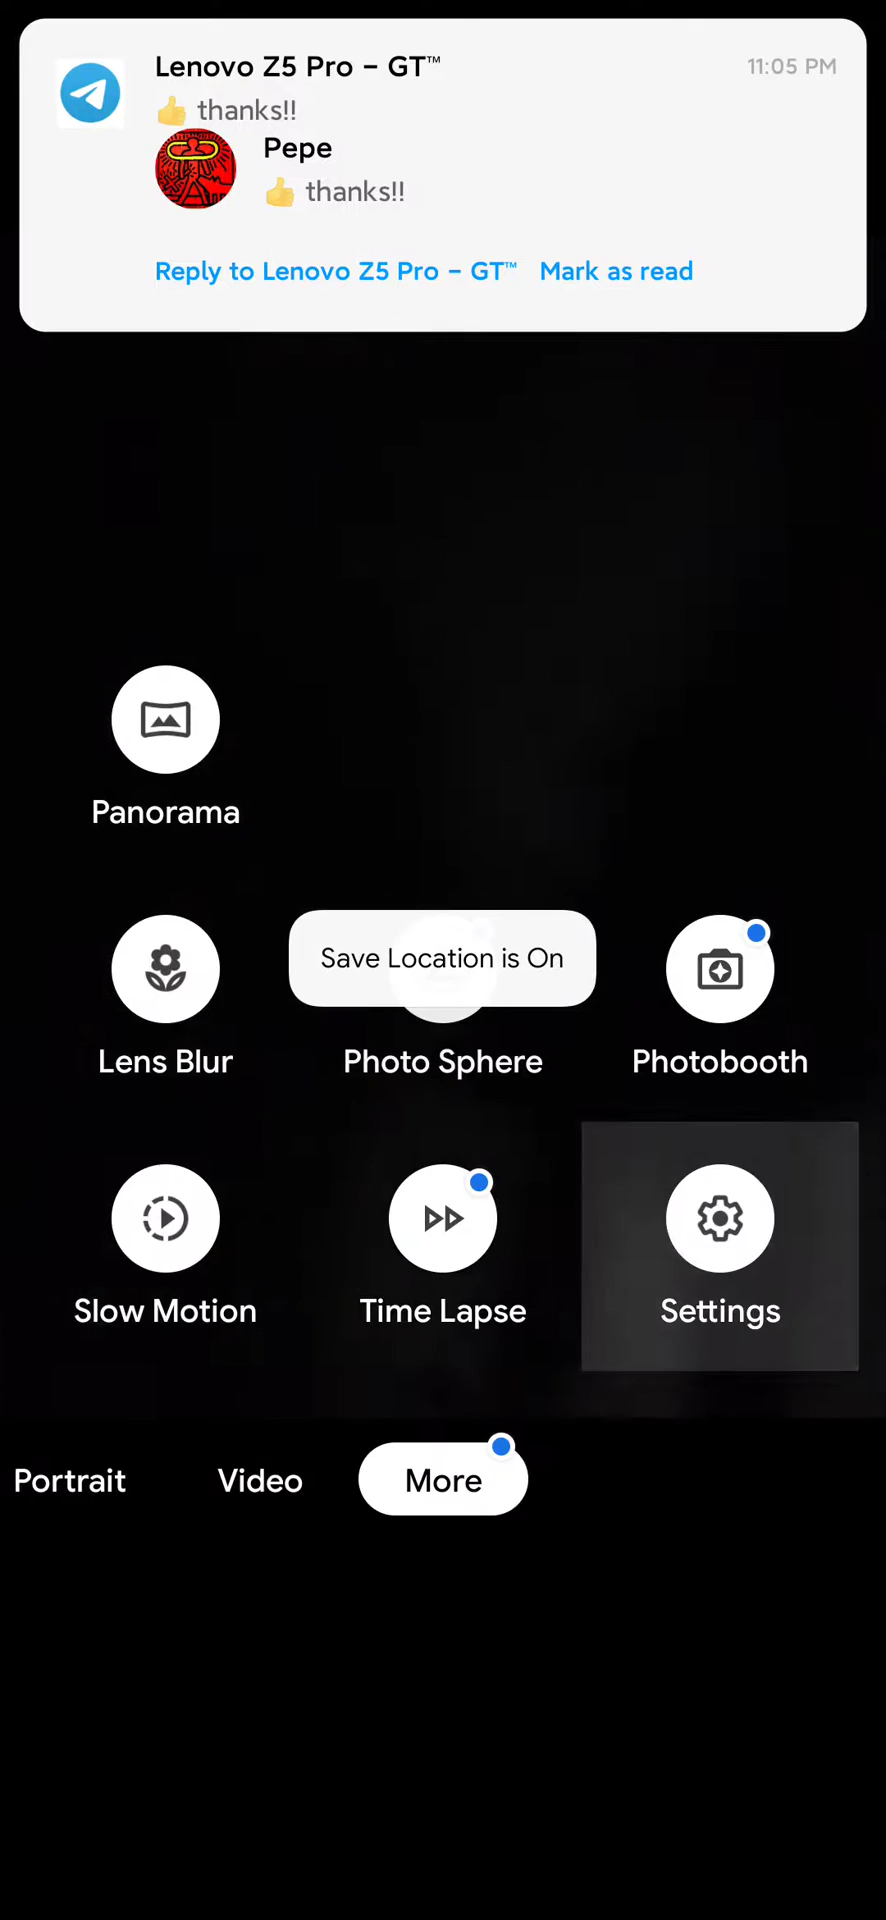 Lenovo Z5 Pro - GT™
11:05 PM
👍 thanks!!
Pepe
👍 thanks!!
Reply to Lenovo Z5 Pro - GT™ Mark as read
Panorama
Save Location is On
Lens Blur
Photo Sphere
Photobooth
Slow Motion
Time Lapse
Settings
Portrait
Video
More